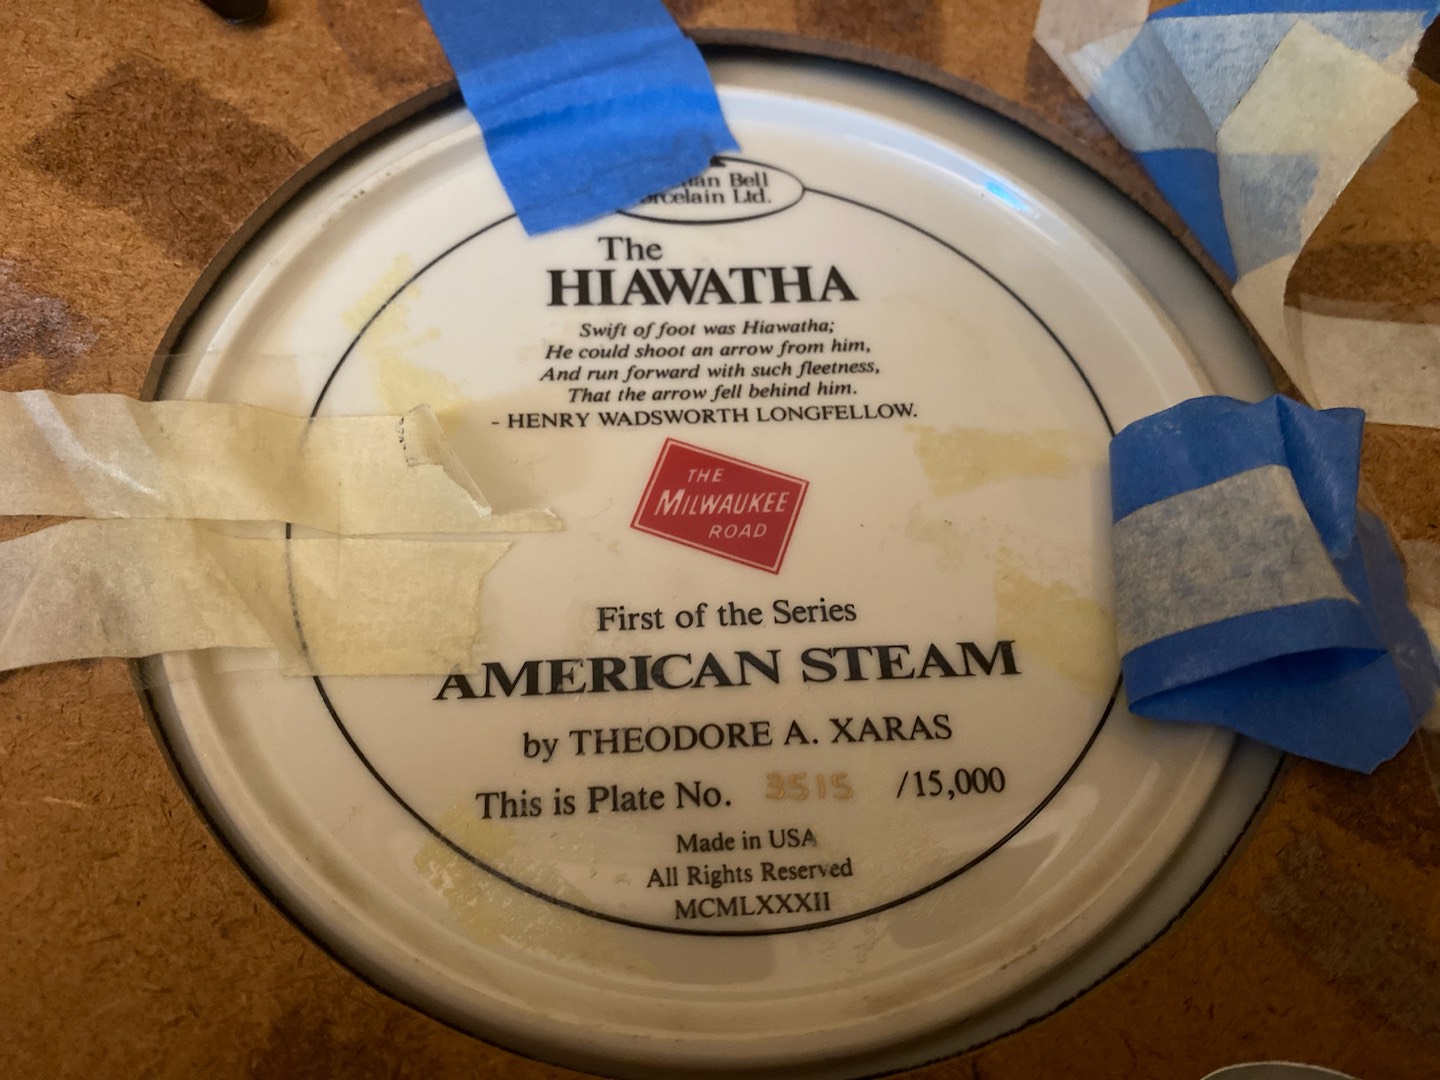 Bell
Ltd.
The
HIAWATHA
Swift of foot was Hiawatha;
He could shoot an arrow from him,
And run forward with such fleetness,
That the arrow fell behind him.
- HENRY WADSWORTH LONGFELLOW.
THE
MILWAUKEE
ROAD
First of the Series
AMERICAN STEAM
by THEODORE A. XARAS
This is Plate No. 3515 /15,000
Made in USA
All Rights Reserved
MCMLXXXII